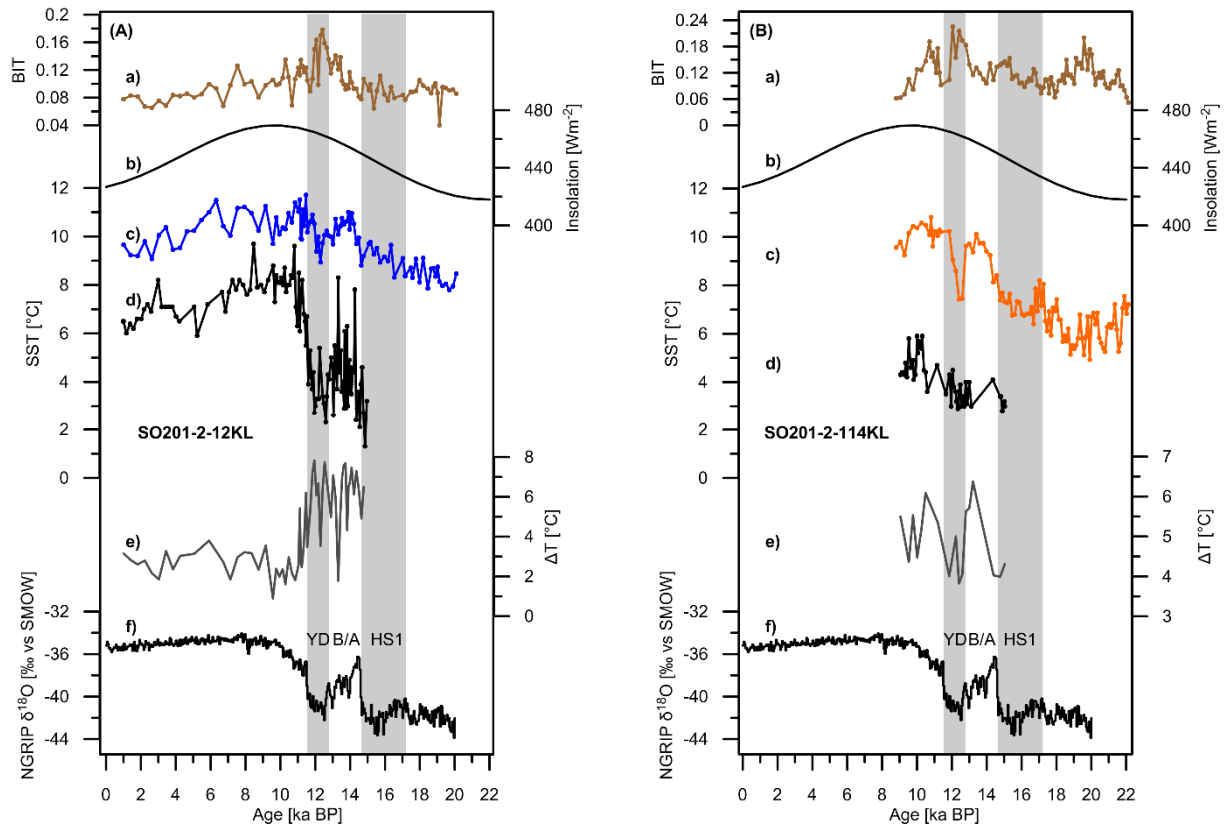 (A)
BIT
0.2
0.16
0.12
0.08
0.04
a)
b)
480
440
400
Insolation [Wm⁻²]
12
10
8
6
4
2
0
SST [°C]
c)
d)
SO201-2-12KL
8
6
4
2
0
ΔT [°C]
e)
-32
-36
-40
-44
NGRIP δ¹⁸O [‰ vs SMOW]
f)
YD B/A HS1
0 2 4 6 8 10 12 14 16 18 20 22
Age [ka BP]
(B)
BIT
0.24
0.18
0.12
0.06
0
a)
b)
480
440
400
Insolation [Wm⁻²]
12
10
8
6
4
2
0
SST [°C]
c)
d)
SO201-2-114KL
7
6
5
4
3
ΔT [°C]
e)
-32
-36
-40
-44
NGRIP δ¹⁸O [‰ vs SMOW]
f)
YD B/A HS1
0 2 4 6 8 10 12 14 16 18 20 22
Age [ka BP]